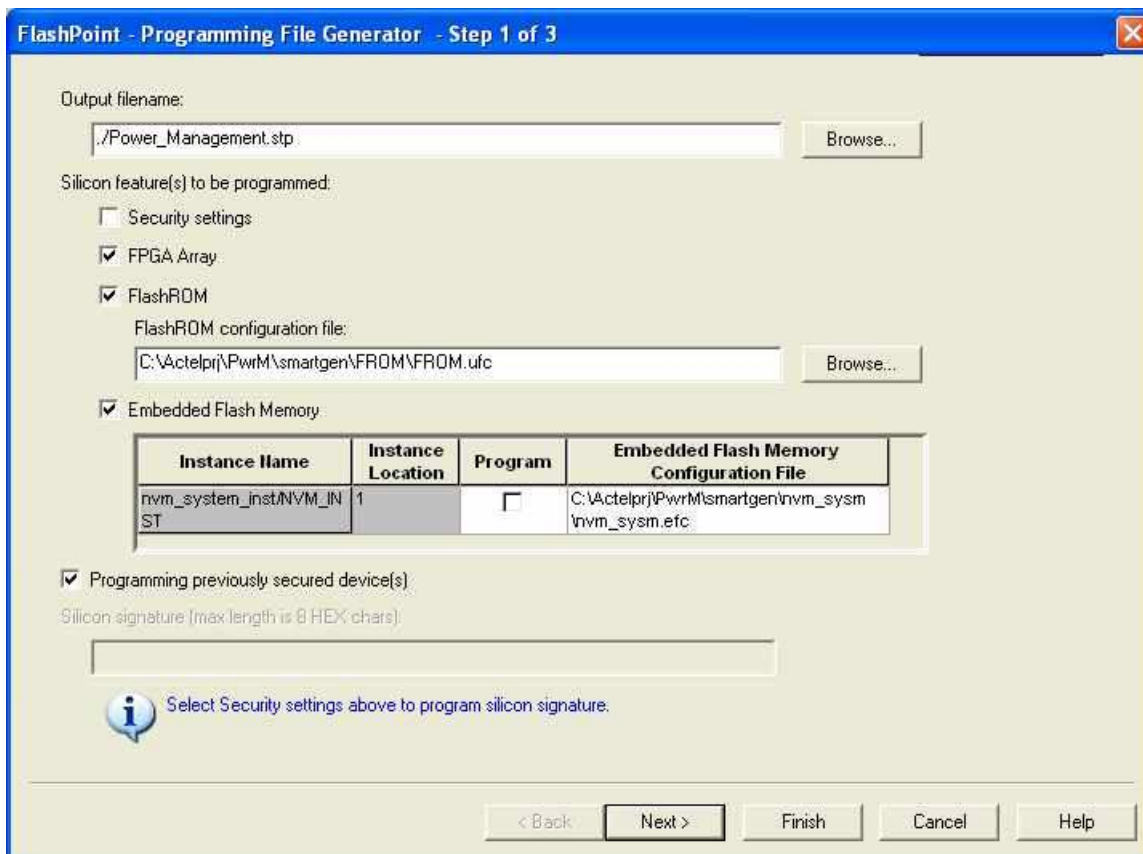 FlashPoint - Programming File Generator - Step 1 of 3
Output filename:
./Power_Management.stp
Browse...
Silicon feature(s) to be programmed:
Security settings
FPGA Array
FlashROM
FlashROM configuration file:
C:\Actelprj\PwrM\smartgen\FROM\FROM.ufc
Browse...
Embedded Flash Memory
Instance Name
Instance
Location
Program
Embedded Flash Memory
Configuration File
nvm_system_inst/NVM_IN
ST
1
C:\Actelprj\PwrM\smartgen\nvm_sysm
\nvm_sysm.efc
Programming previously secured device(s)
Silicon signature (max length is 8 HEX chars):
Select Security settings above to program silicon signature.
< Back
Next >
Finish
Cancel
Help